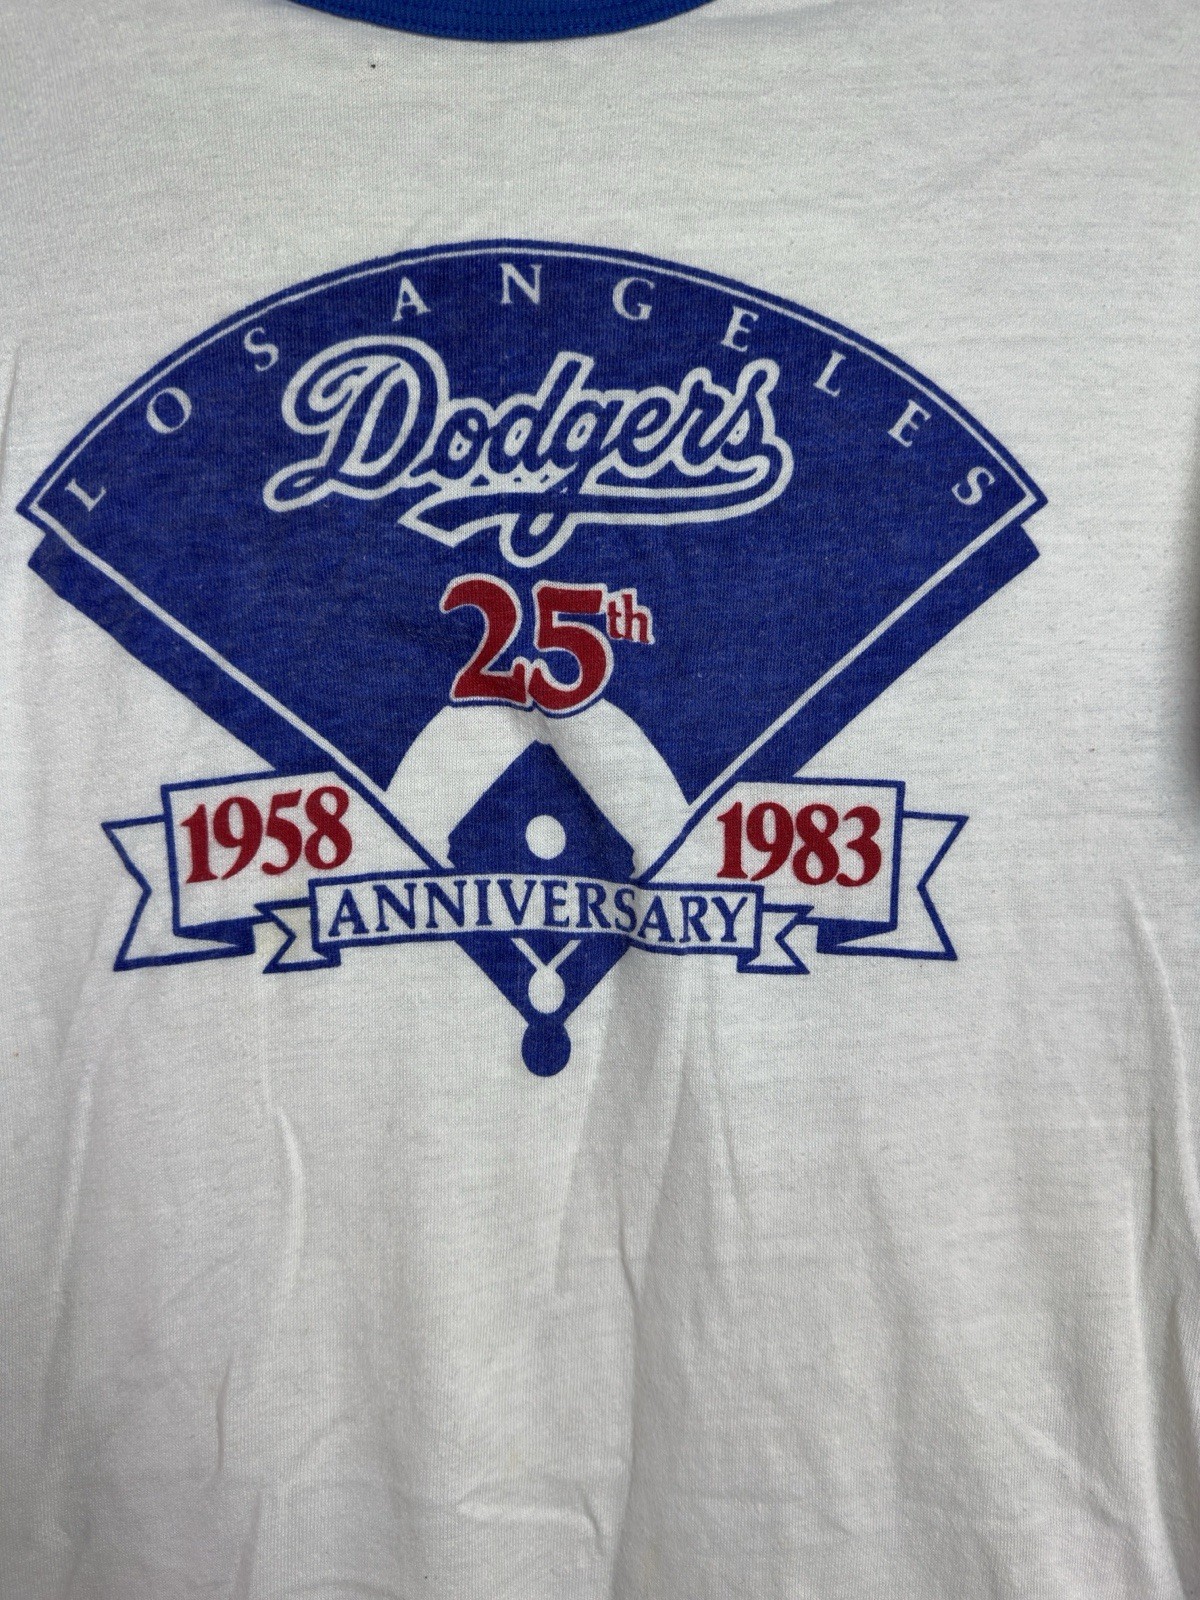 LOS ANGELES
Dodgers
25th
1958 1983
ANNIVERSARY